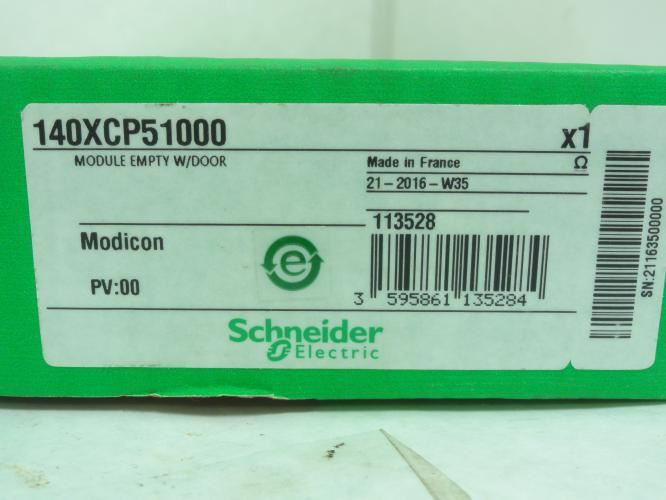 140XCP51000 x1
MODULE EMPTY W/DOOR
Made in France Ω
21-2016-W35
113528
Modicon
e
PV:00
3 595861 135284
Schneider
Electric
SN:21163500000